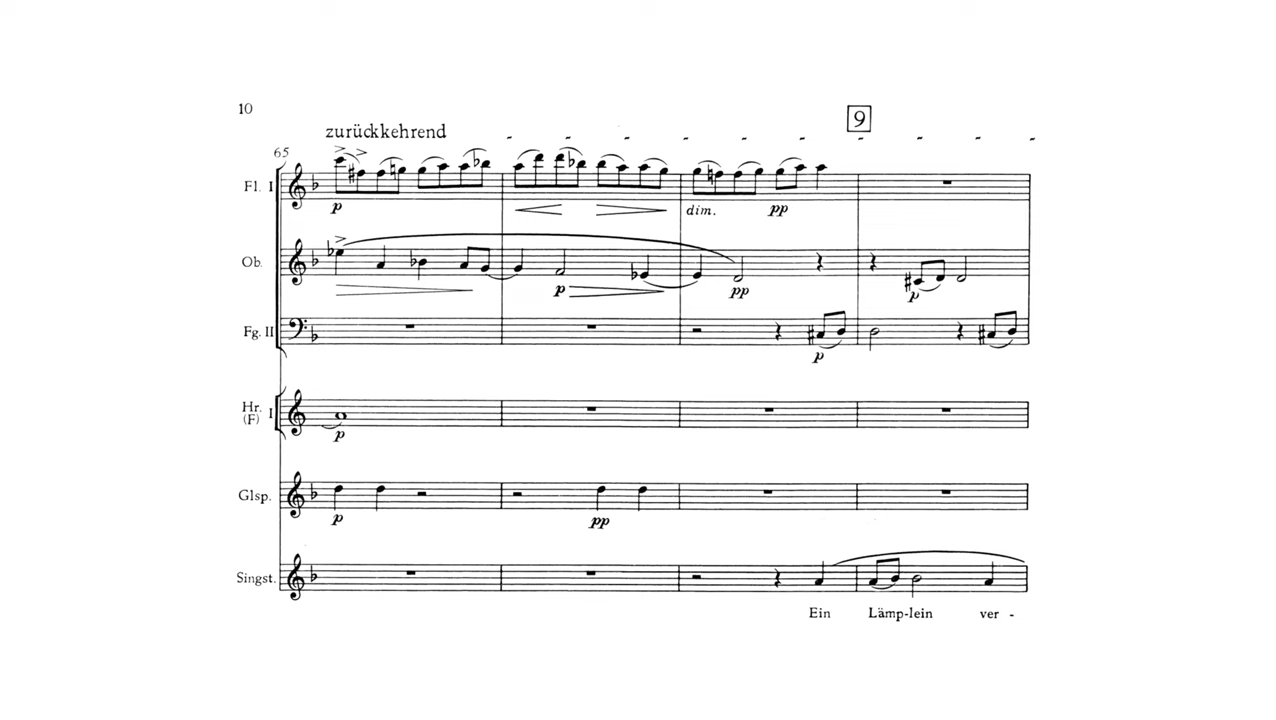 10
zurückkehrend - - - - - - - - - -
9
65
Fl. I
p
dim.
pp
Ob.
p
pp
p
Fg. II
p
Hr. I
(F)
p
Glsp.
p
pp
Singst.
Ein Lämp-lein ver -